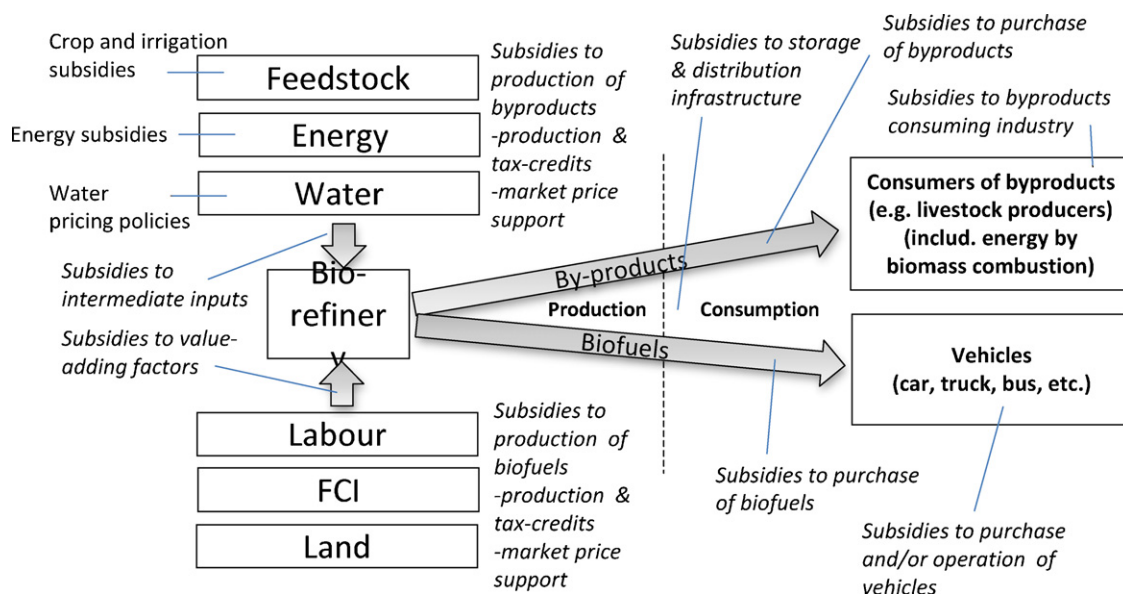 Crop and irrigation
subsidies
Feedstock
Energy subsidies
Energy
Water
pricing policies
Water
Subsidies to
production of
byproducts
-production &
tax-credits
-market price
support
Subsidies to storage
& distribution
infrastructure
Subsidies to purchase
of byproducts
Subsidies to byproducts
consuming industry
Consumers of byproducts
(e.g. livestock producers)
(includ. energy by
biomass combustion)
Subsidies to
intermediate inputs
Bio-
refiner
y
Subsidies to value-
adding factors
By-products
Production
Consumption
Biofuels
Vehicles
(car, truck, bus, etc.)
Labour
FCI
Land
Subsidies to
production of
biofuels
-production &
tax-credits
-market price
support
Subsidies to purchase
of biofuels
Subsidies to purchase
and/or operation of
vehicles